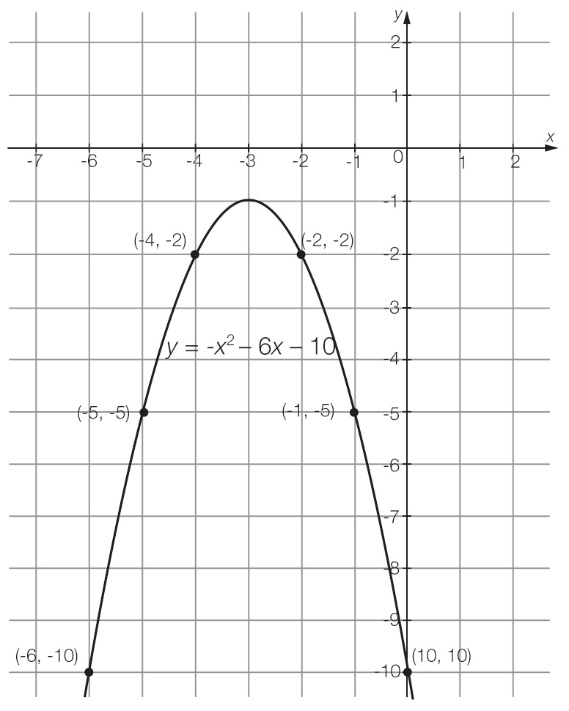 y
2
1
x
-7 -6 -5 -4 -3 -2 -1 0 1 2
-1
(-4, -2) (-2, -2) -2
-3
y = -x² – 6x – 10 -4
(-5, -5) (-1, -5) -5
-6
-7
-8
-9
(-6, -10) (10, 10)
-10